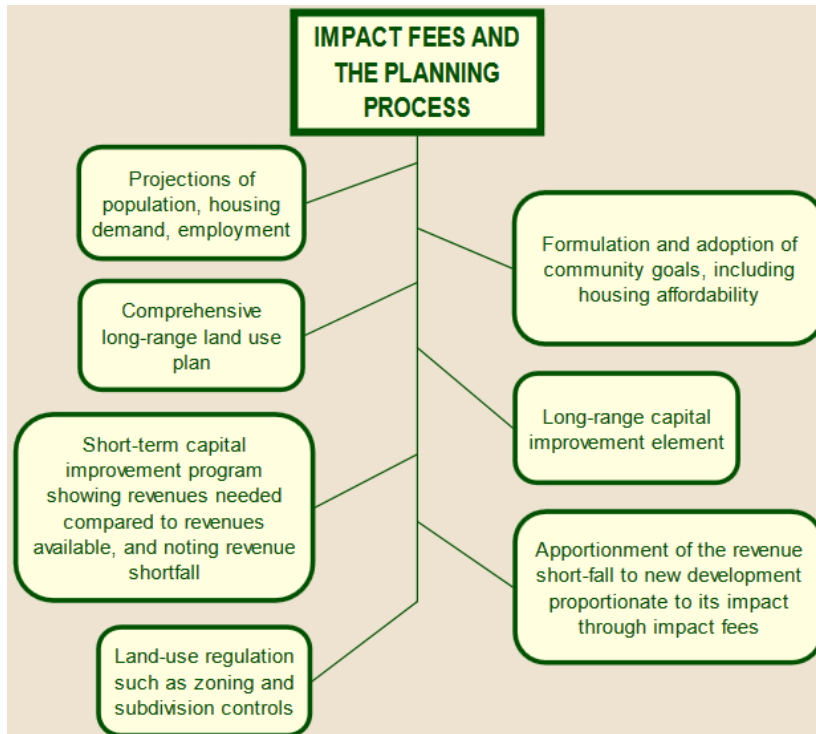 IMPACT FEES AND
THE PLANNING
PROCESS
Projections of
population, housing
demand, employment
Formulation and adoption of
community goals, including
housing affordability
Comprehensive
long-range land use
plan
Long-range capital
improvement element
Short-term capital
improvement program
showing revenues needed
compared to revenues
available, and noting revenue
shortfall
Apportionment of the revenue
short-fall to new development
proportionate to its impact
through impact fees
Land-use regulation
such as zoning and
subdivision controls